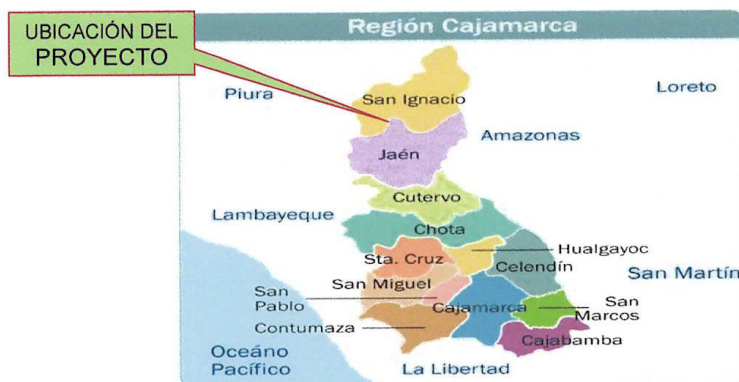 UBICACIÓN DEL
PROYECTO
Región Cajamarca
Piura
San Ignacio
Loreto
Amazonas
Jaén
Cutervo
Lambayeque
Chota
Hualgayoc
Sta. Cruz
Celendín
San Miguel
San Martín
San
Pablo
Cajamarca
San
Marcos
Contumaza
Cajabamba
Oceáno
Pacífico
La Libertad